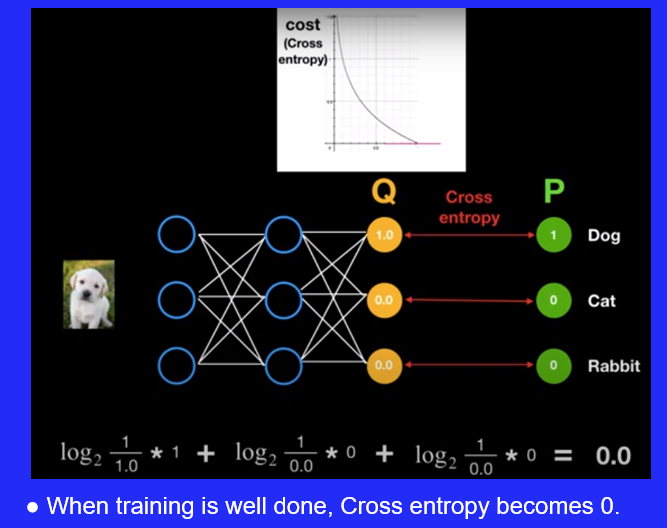 cost
(Cross
entropy)
Q
Cross
entropy
P
1.0
1
Dog
0.0
0
Cat
0.0
0
Rabbit
log₂ 1/1.0 * 1 + log₂ 1/0.0 * 0 + log₂ 1/0.0 * 0 = 0.0
● When training is well done, Cross entropy becomes 0.